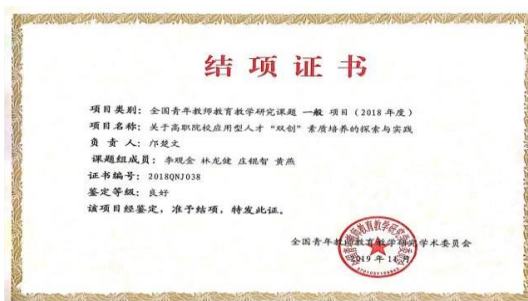 结项证书
项目类别：全国青年教师教育教学研究课题 一般 项目（2018 年度）
项目名称：关于高职院校应用型人才“双创”素质培养的探索与实践
负 责 人：邝楚文
课题组成员：李观金 林龙健 庄锟智 黄燕
证书编号：2018QNJ038
鉴定等级：良好
该项目经鉴定，准予结项，特发此证。
全国青年教师教育教学研究学术委员会
2019 年 11 月